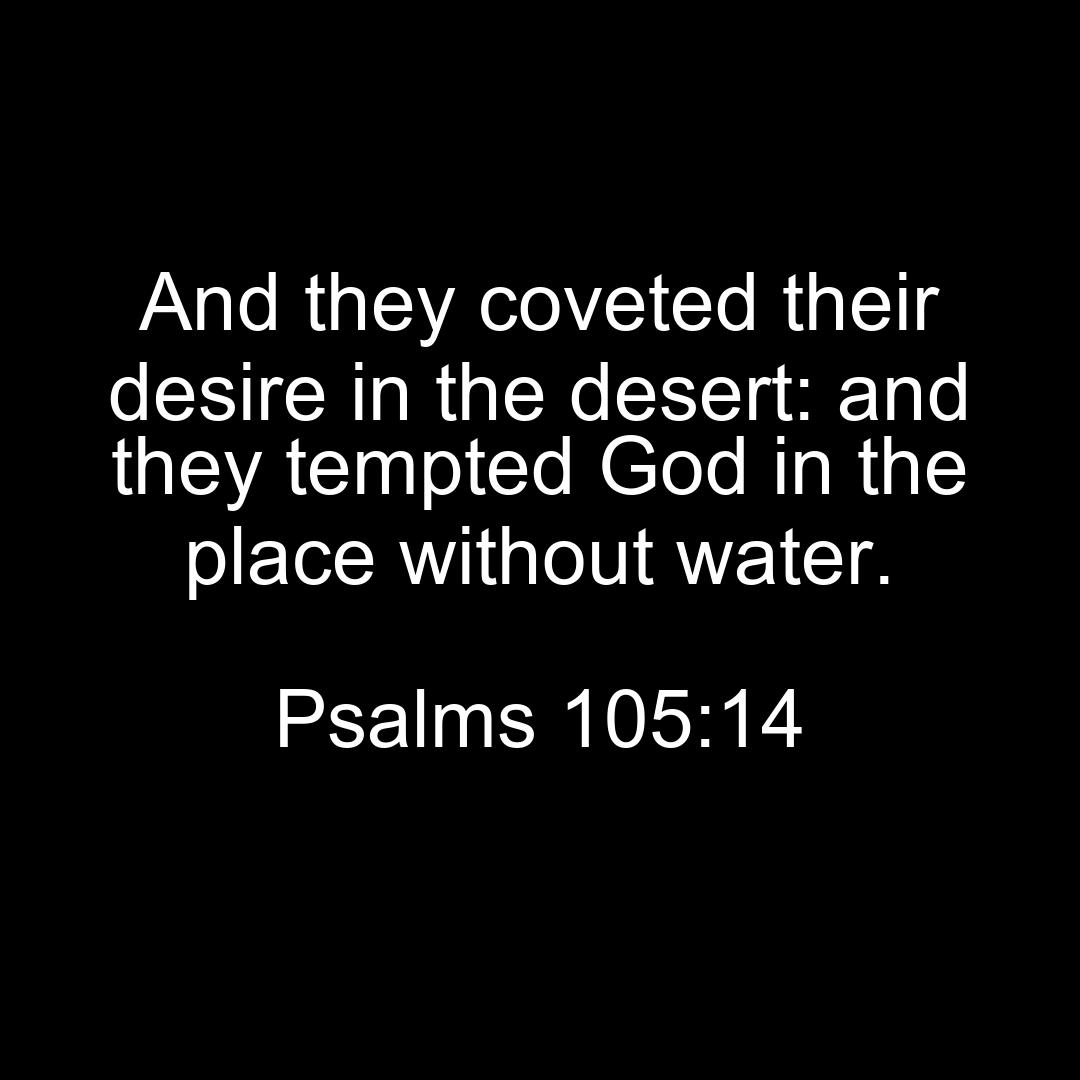 And they coveted their
desire in the desert: and
they tempted God in the
place without water.
Psalms 105:14